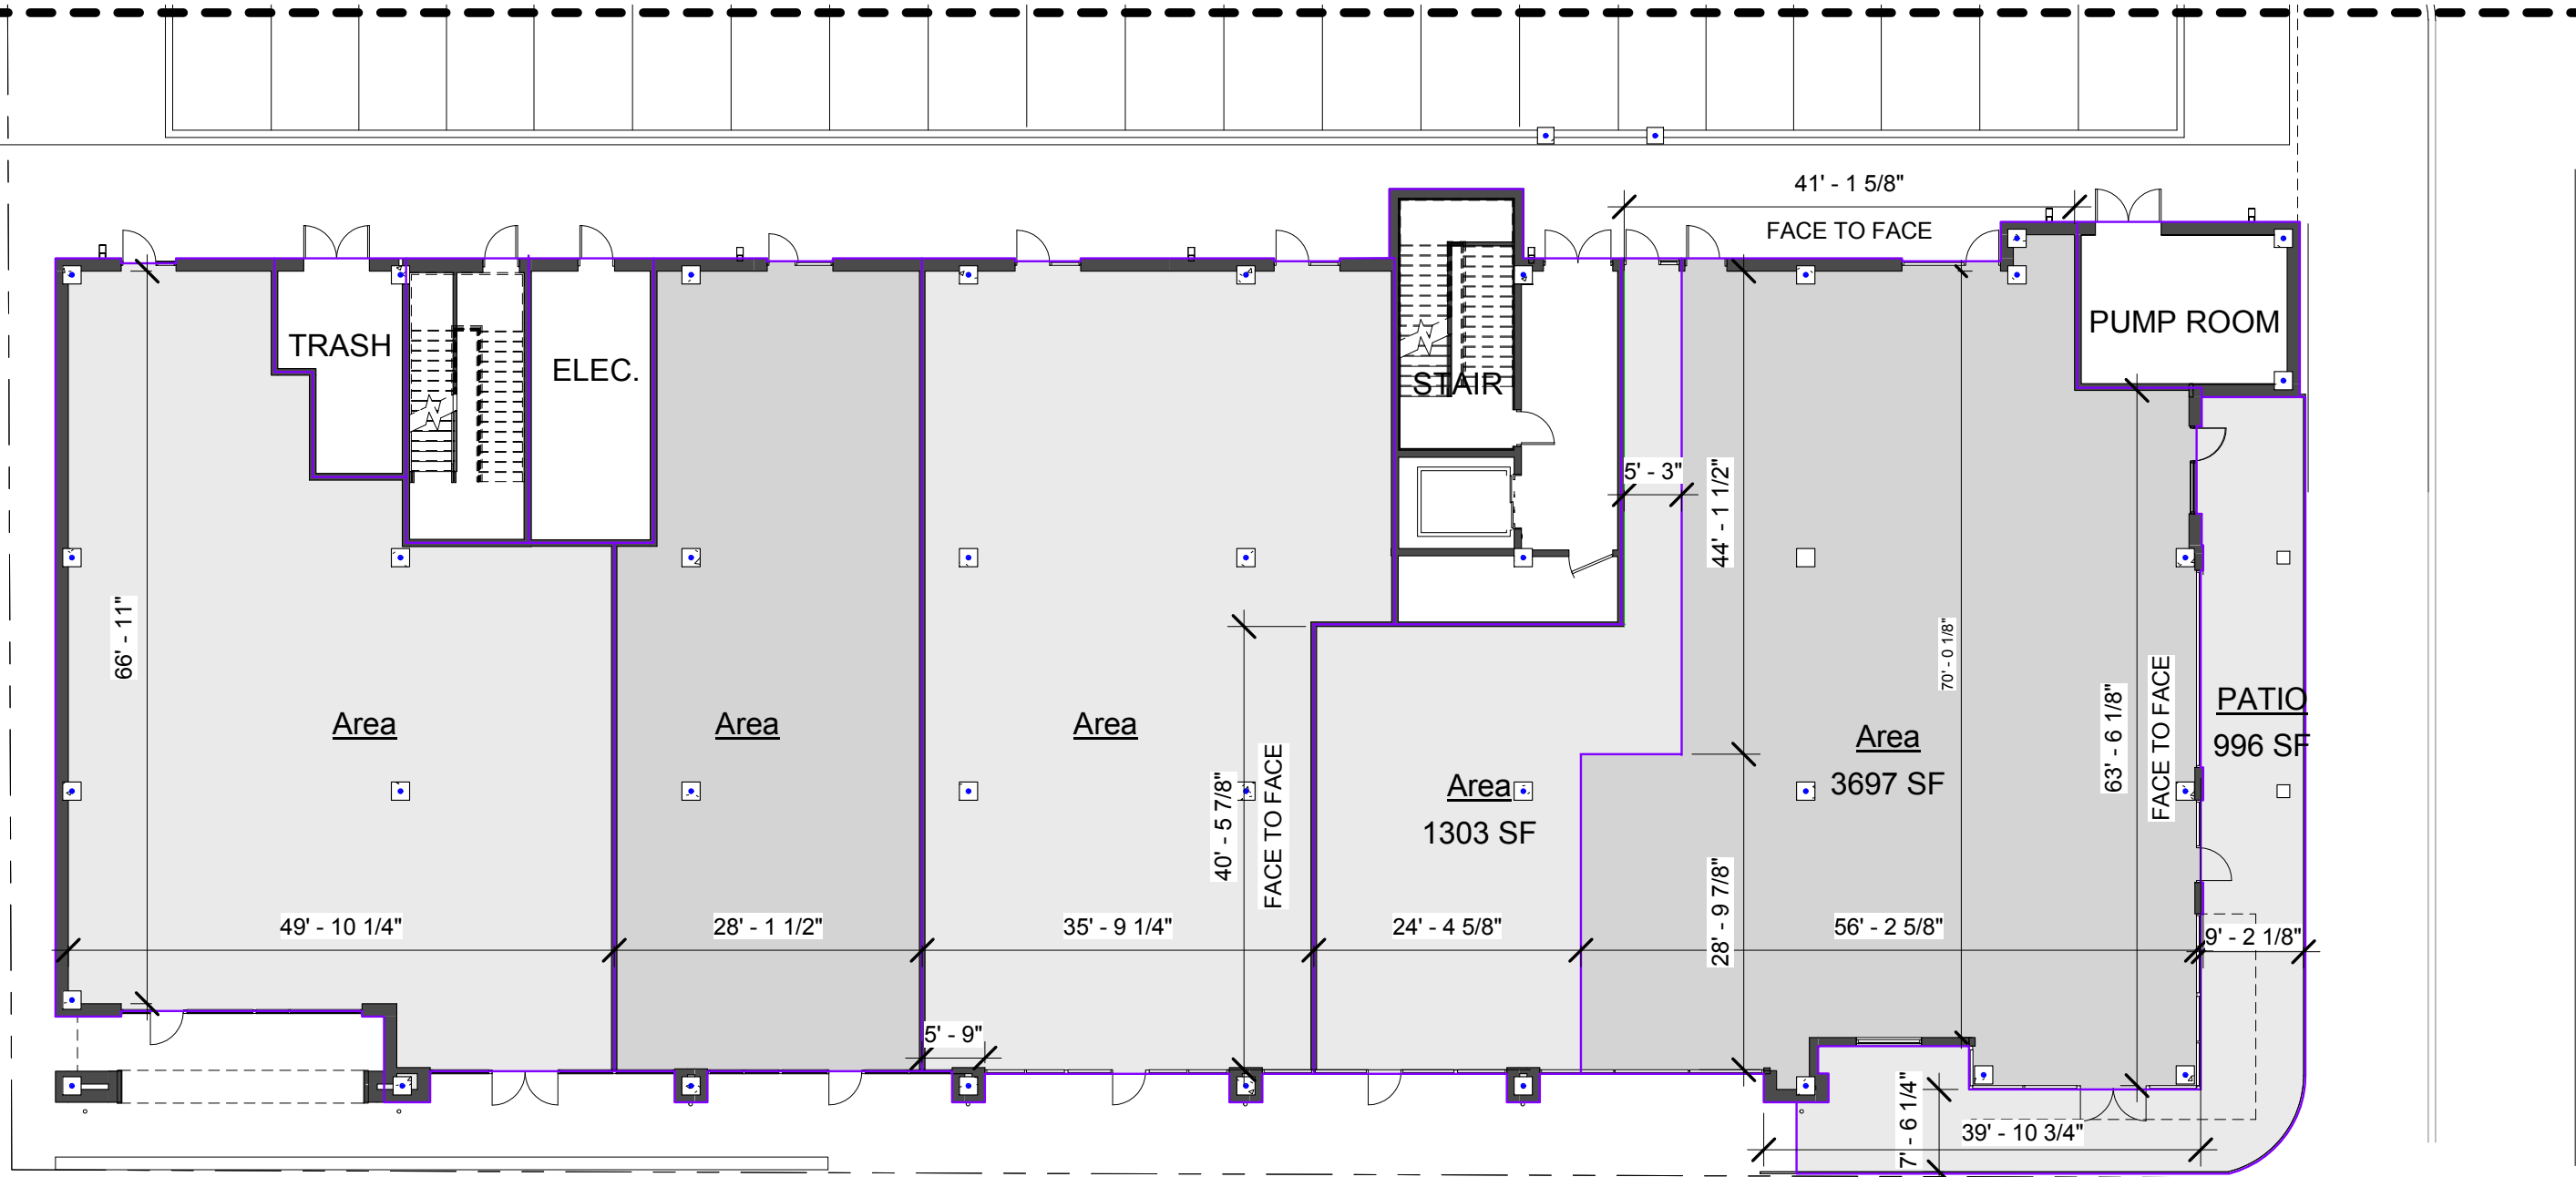 41' - 1 5/8"
FACE TO FACE
TRASH
ELEC.
STAIR
PUMP ROOM
5' - 3"
44' - 1 1/2"
66' - 11"
70' - 0 1/8"
63' - 6 1/8"
FACE TO FACE
PATIO
996 SF
Area
Area
Area
Area
1303 SF
Area
3697 SF
40' - 5 7/8"
FACE TO FACE
28' - 9 7/8"
49' - 10 1/4"
28' - 1 1/2"
35' - 9 1/4"
24' - 4 5/8"
56' - 2 5/8"
9' - 2 1/8"
5' - 9"
7' - 6 1/4"
39' - 10 3/4"